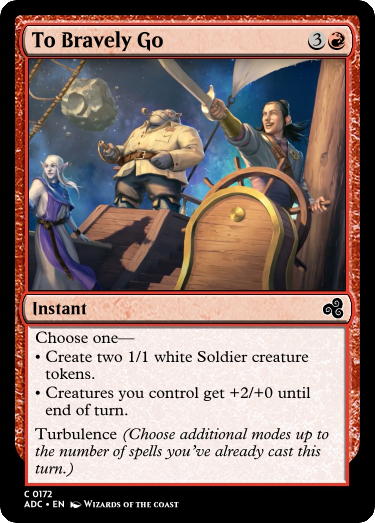 To Bravely Go 3
Instant
Choose one—
• Create two 1/1 white Soldier creature
tokens.
• Creatures you control get +2/+0 until
end of turn.
Turbulence (Choose additional modes up to
the number of spells you've already cast this
turn.)
C 0172
ADC • EN Wizards of the Coast